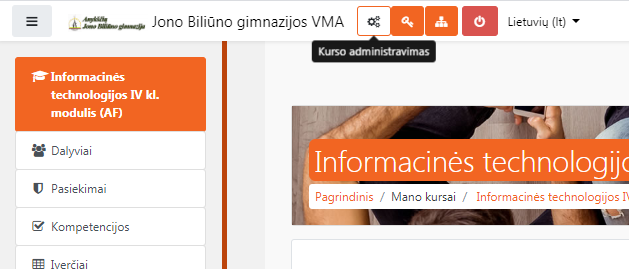 Anykščių
Jono Biliūno gimnazija
Jono Biliūno gimnazijos VMA
Lietuvių (lt)
Kurso administravimas
Informacinės
technologijos IV kl.
modulis (AF)
Dalyviai
Pasiekimai
Kompetencijos
Įverčiai
Informacinės technologijo
Pagrindinis / Mano kursai / Informacinės technologijos IV